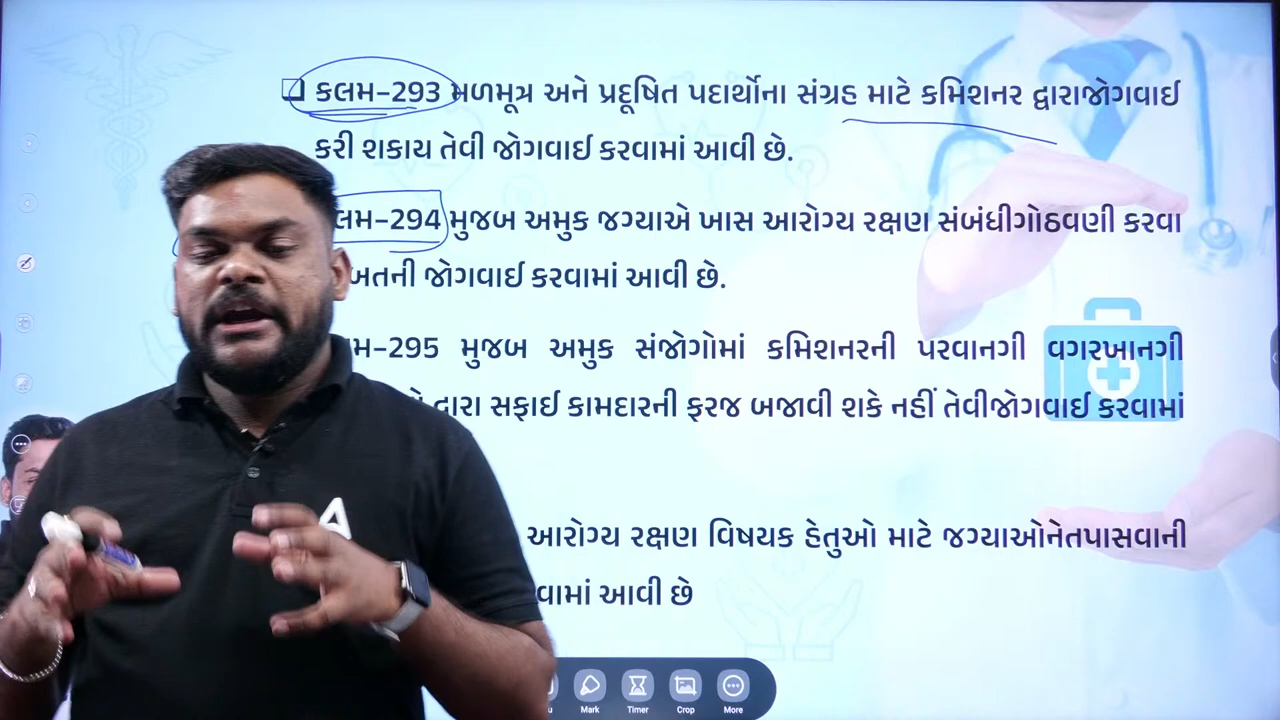 ❑ કલમ–293 મળમૂત્ર અને પ્રદૂષિત પદાર્થોના સંગ્રહ માટે કમિશનર દ્વારાજોગવાઈ
કરી શકાય તેવી જોગવાઈ કરવામાં આવી છે.
લમ–294 મુજબ અમુક જગ્યાએ ખાસ આરોગ્ય રક્ષણ સંબંધીગોઠવણી કરવા
બતની જોગવાઈ કરવામાં આવી છે.
મ–295 મુજબ અમુક સંજોગોમાં કમિશનરની પરવાનગી વગરખાનગી
દ્વારા સફાઈ કામદારની ફરજ બજાવી શકે નહીં તેવીજોગવાઈ કરવામાં
આરોગ્ય રક્ષણ વિષયક હેતુઓ માટે જગ્યાઓનેતપાસવાની
વામાં આવી છે
A
Mark Timer Crop More